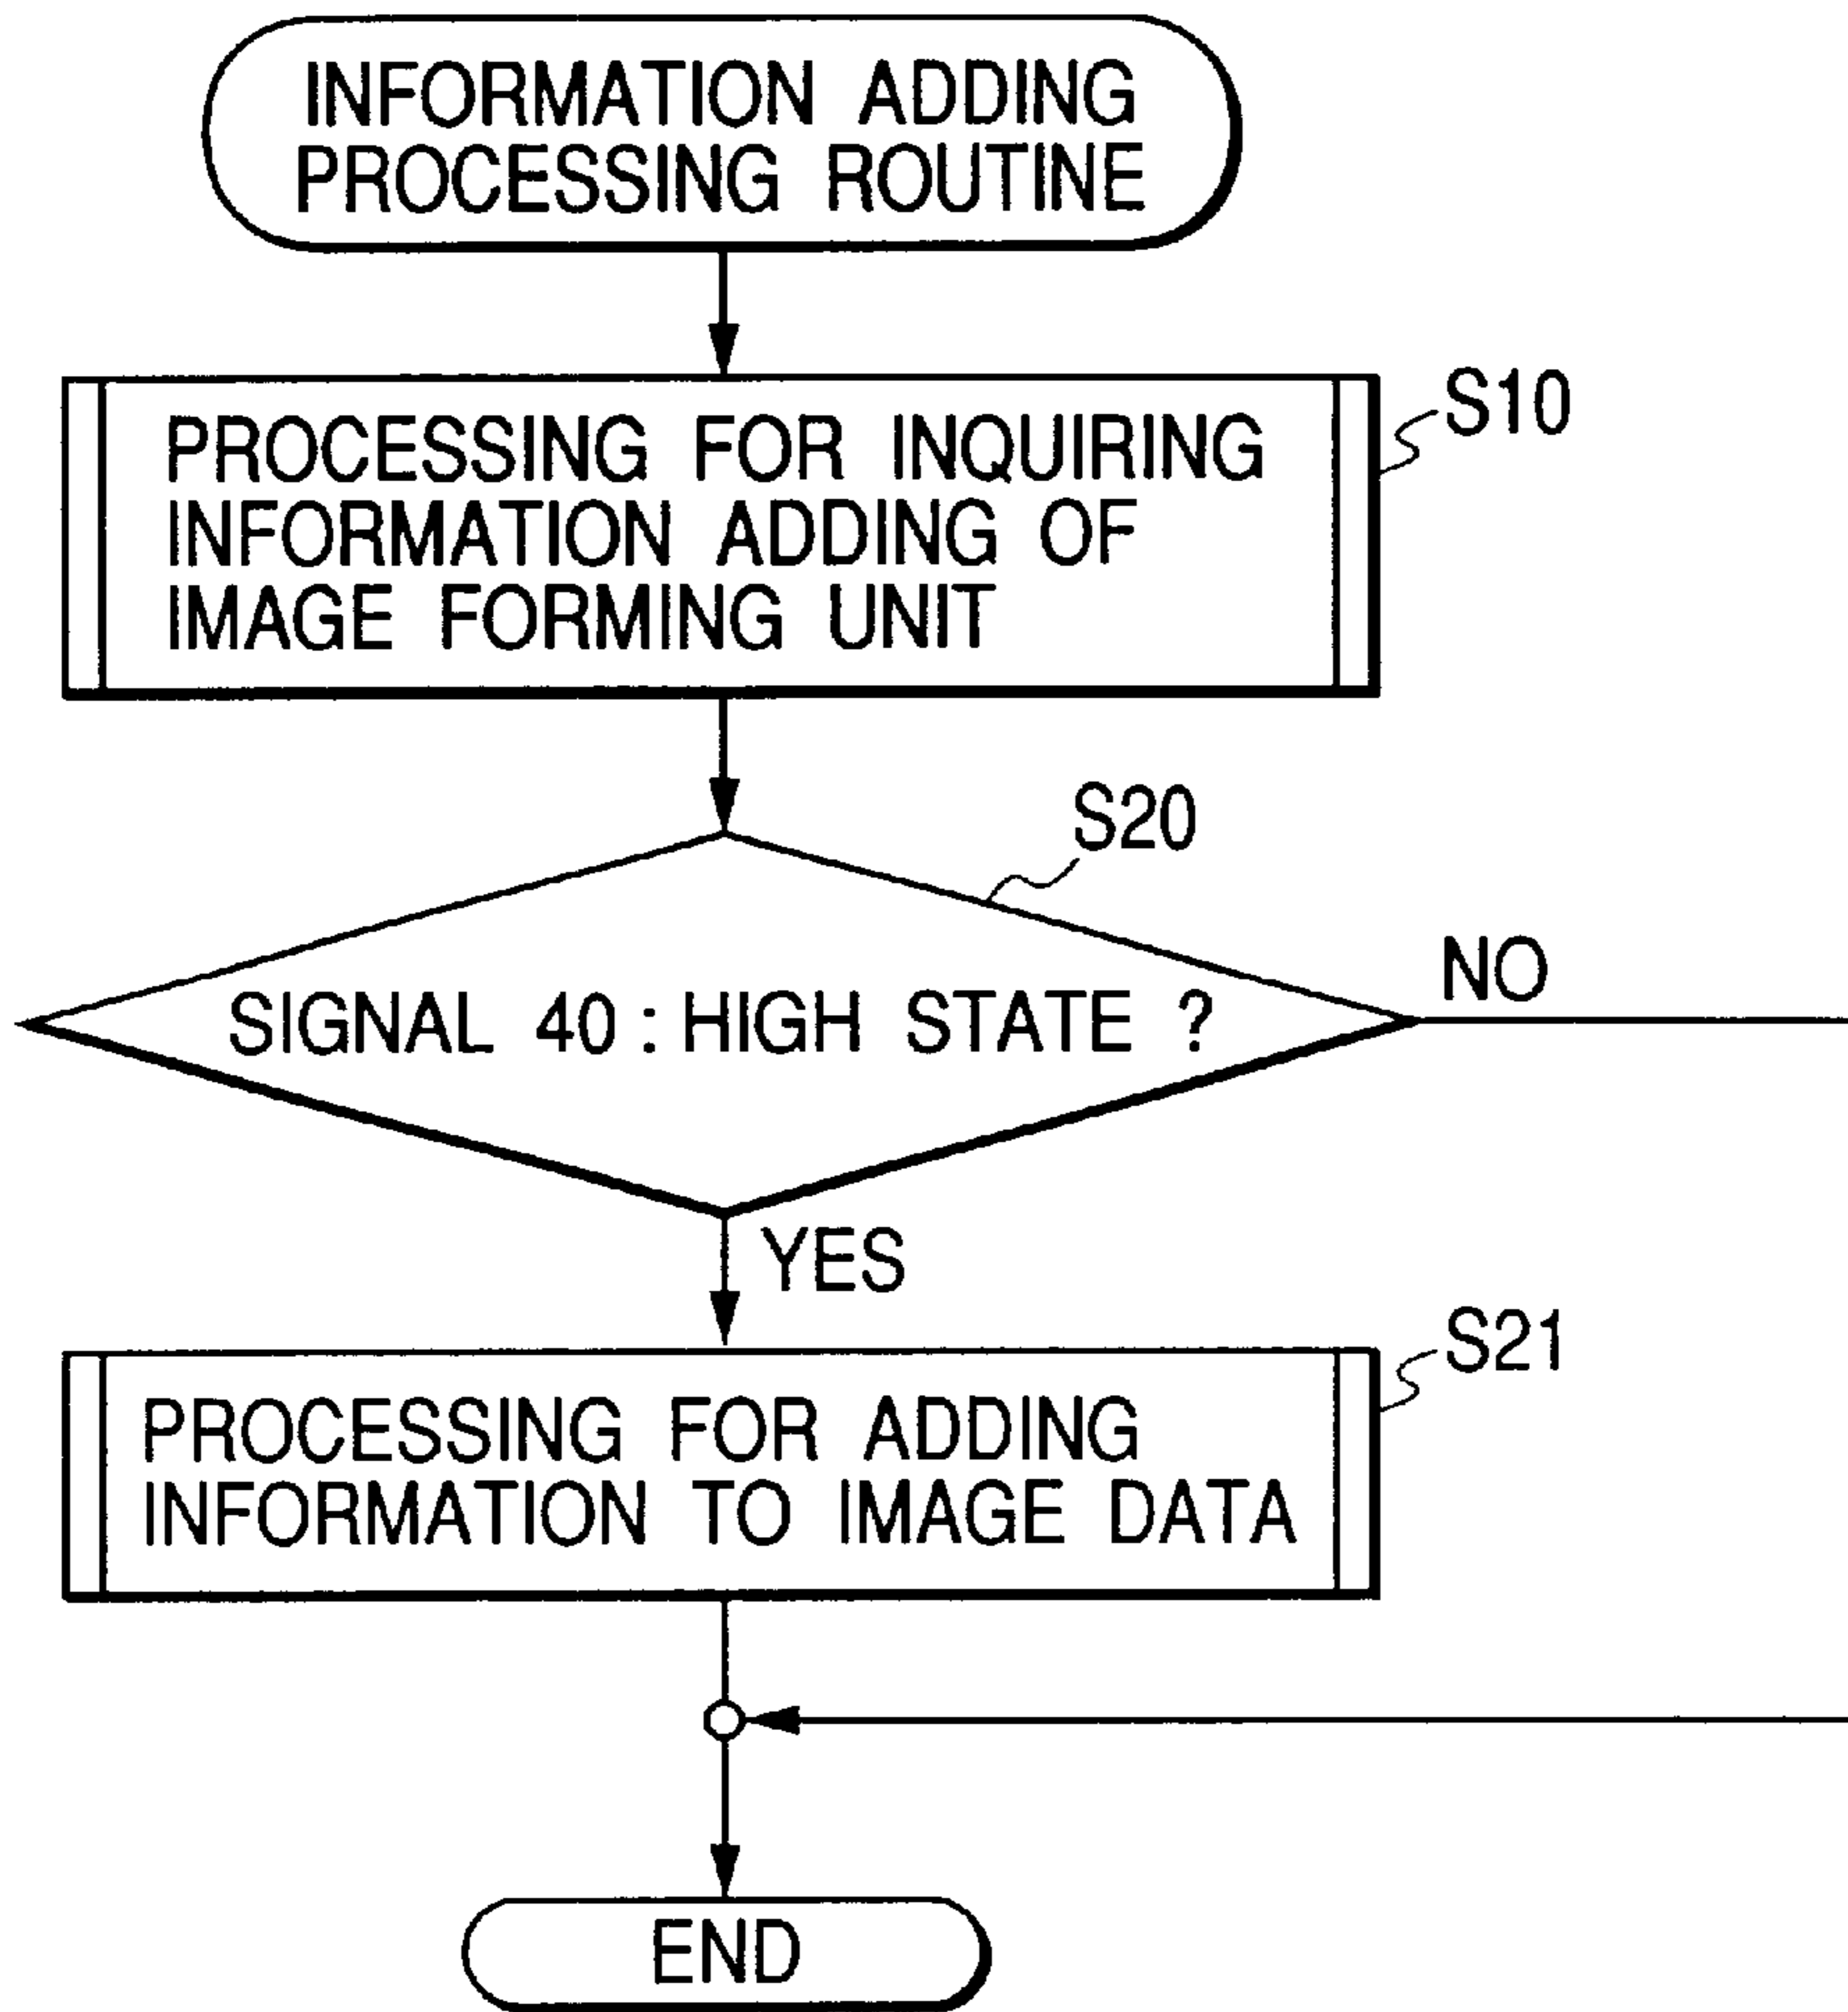 INFORMATION ADDING
PROCESSING ROUTINE
S10
PROCESSING FOR INQUIRING
INFORMATION ADDING OF
IMAGE FORMING UNIT
S20
NO
SIGNAL 40 : HIGH STATE ?
YES
S21
PROCESSING FOR ADDING
INFORMATION TO IMAGE DATA
END